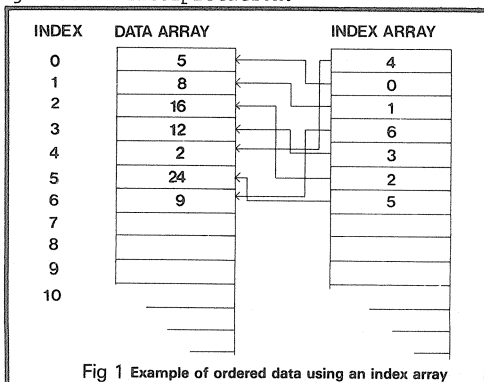 INDEX DATA ARRAY INDEX ARRAY
0 5 4
1 8 0
2 16 1
3 12 6
4 2 3
5 24 2
6 9 5
7
8
9
10
Fig 1 Example of ordered data using an index array